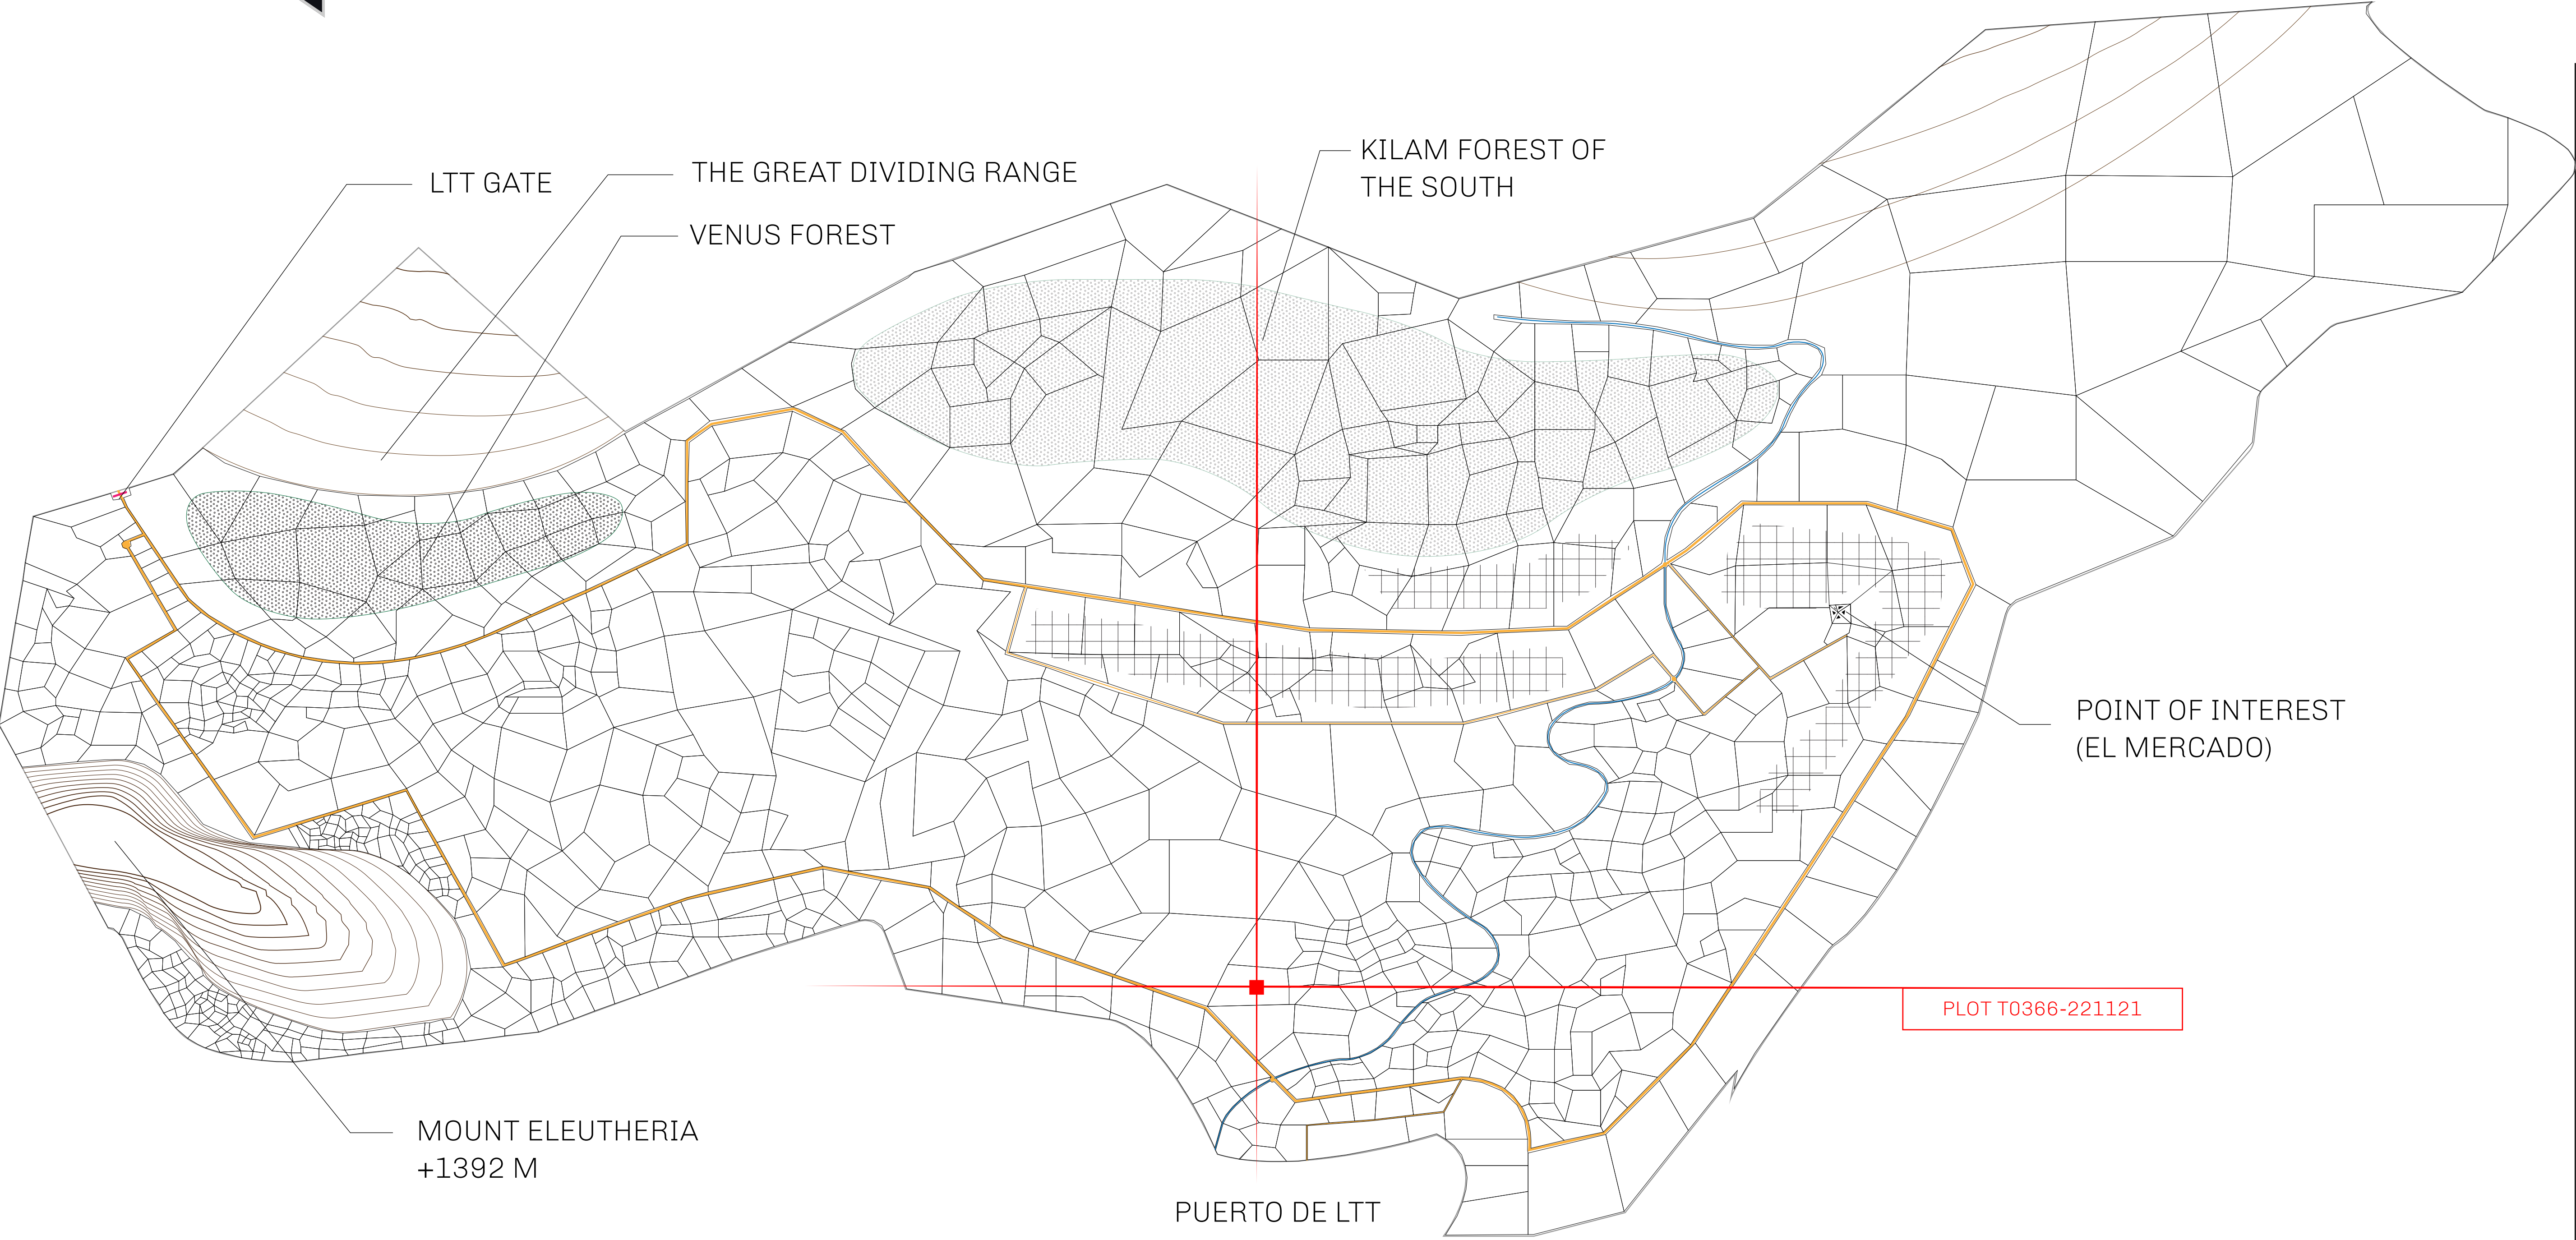 LTT GATE
THE GREAT DIVIDING RANGE
VENUS FOREST
KILAM FOREST OF
THE SOUTH
POINT OF INTEREST
(EL MERCADO)
PLOT T0366-221121
MOUNT ELEUTHERIA
+1392 M
PUERTO DE LTT